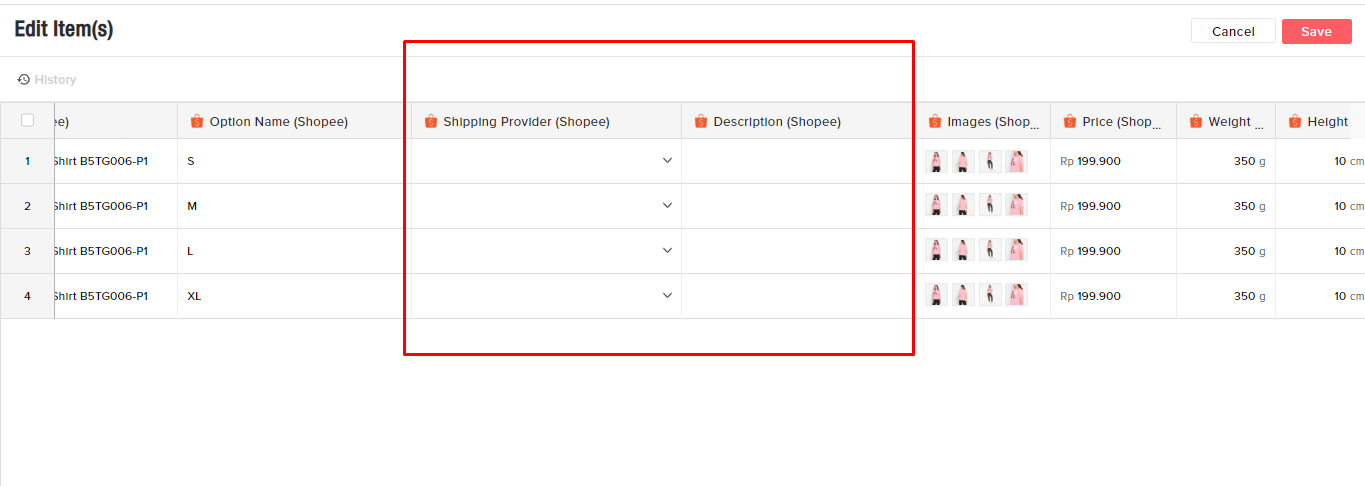 Edit Item(s)
Cancel
Save
History
Option Name (Shopee)
Shipping Provider (Shopee)
Description (Shopee)
Images (Shop...
Price (Shop...
Weight ...
Height
1 Shirt B5TG006-P1 S Rp 199.900 350 g 10 cm
2 Shirt B5TG006-P1 M Rp 199.900 350 g 10 cm
3 Shirt B5TG006-P1 L Rp 199.900 350 g 10 cm
4 Shirt B5TG006-P1 XL Rp 199.900 350 g 10 cm